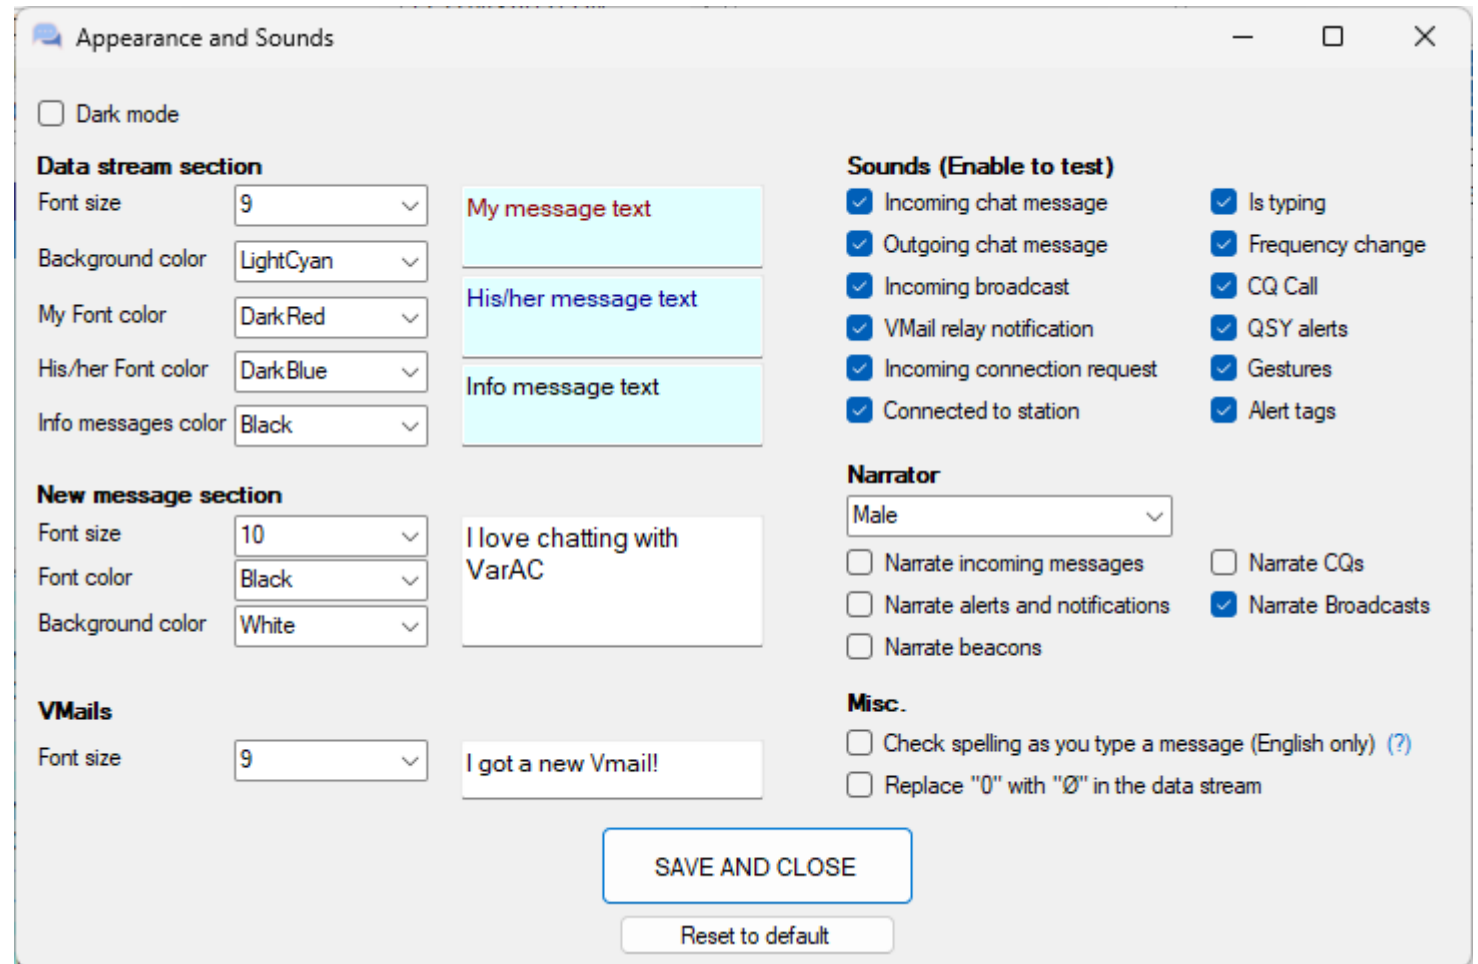 Appearance and Sounds
Dark mode
Data stream section
Font size 9
Background color LightCyan
My Font color DarkRed
His/her Font color DarkBlue
Info messages color Black
My message text
His/her message text
Info message text
New message section
Font size 10
Font color Black
Background color White
I love chatting with
VarAC
VMails
Font size 9
I got a new Vmail!
Sounds (Enable to test)
Incoming chat message Is typing
Outgoing chat message Frequency change
Incoming broadcast CQ Call
VMail relay notification QSY alerts
Incoming connection request Gestures
Connected to station Alert tags
Narrator
Male
Narrate incoming messages Narrate CQs
Narrate alerts and notifications Narrate Broadcasts
Narrate beacons
Misc.
Check spelling as you type a message (English only) (?)
Replace "0" with "Ø" in the data stream
SAVE AND CLOSE
Reset to default